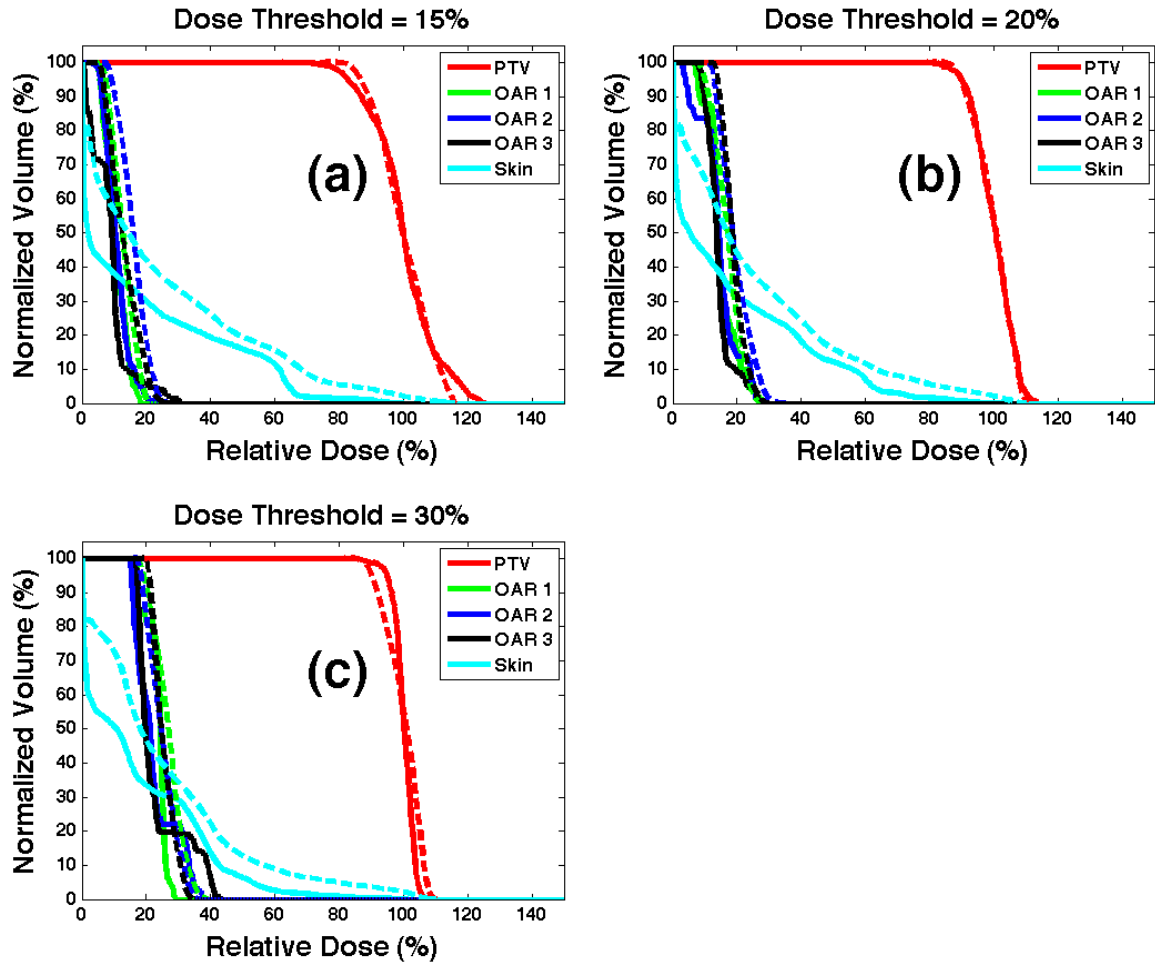 Dose Threshold = 15%
Normalized Volume (%)
100
90
80
70
60
50
40
30
20
10
0
PTV
OAR 1
OAR 2
OAR 3
Skin
(a)
0 20 40 60 80 100 120 140
Relative Dose (%)
Dose Threshold = 20%
Normalized Volume (%)
100
90
80
70
60
50
40
30
20
10
0
PTV
OAR 1
OAR 2
OAR 3
Skin
(b)
0 20 40 60 80 100 120 140
Relative Dose (%)
Dose Threshold = 30%
Normalized Volume (%)
100
90
80
70
60
50
40
30
20
10
0
PTV
OAR 1
OAR 2
OAR 3
Skin
(c)
0 20 40 60 80 100 120 140
Relative Dose (%)